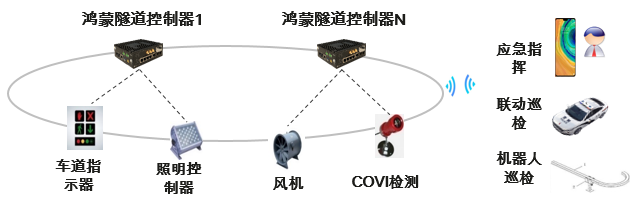 鸿蒙隧道控制器1
鸿蒙隧道控制器N
应急指
挥
联动巡
检
机器人
巡检
车道指
示器
照明控
制器
风机
COVI检测